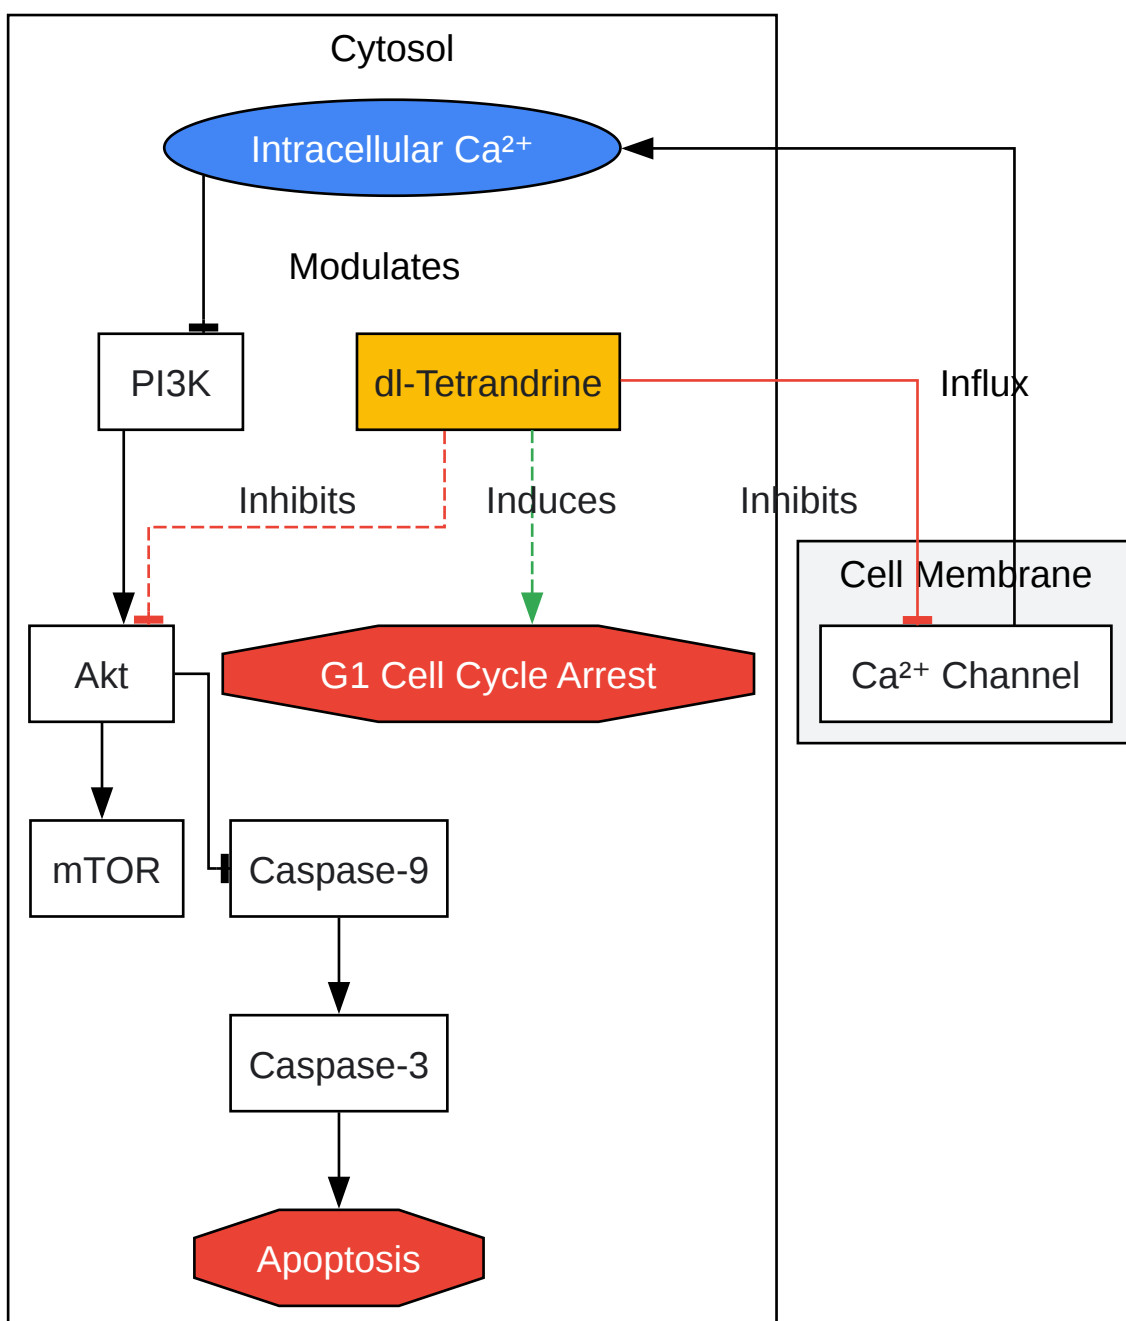 Cytosol
Intracellular Ca²⁺
Modulates
PI3K
dl-Tetrandrine
Influx
Inhibits
Induces
Inhibits
Cell Membrane
Akt
G1 Cell Cycle Arrest
Ca²⁺ Channel
mTOR
Caspase-9
Caspase-3
Apoptosis